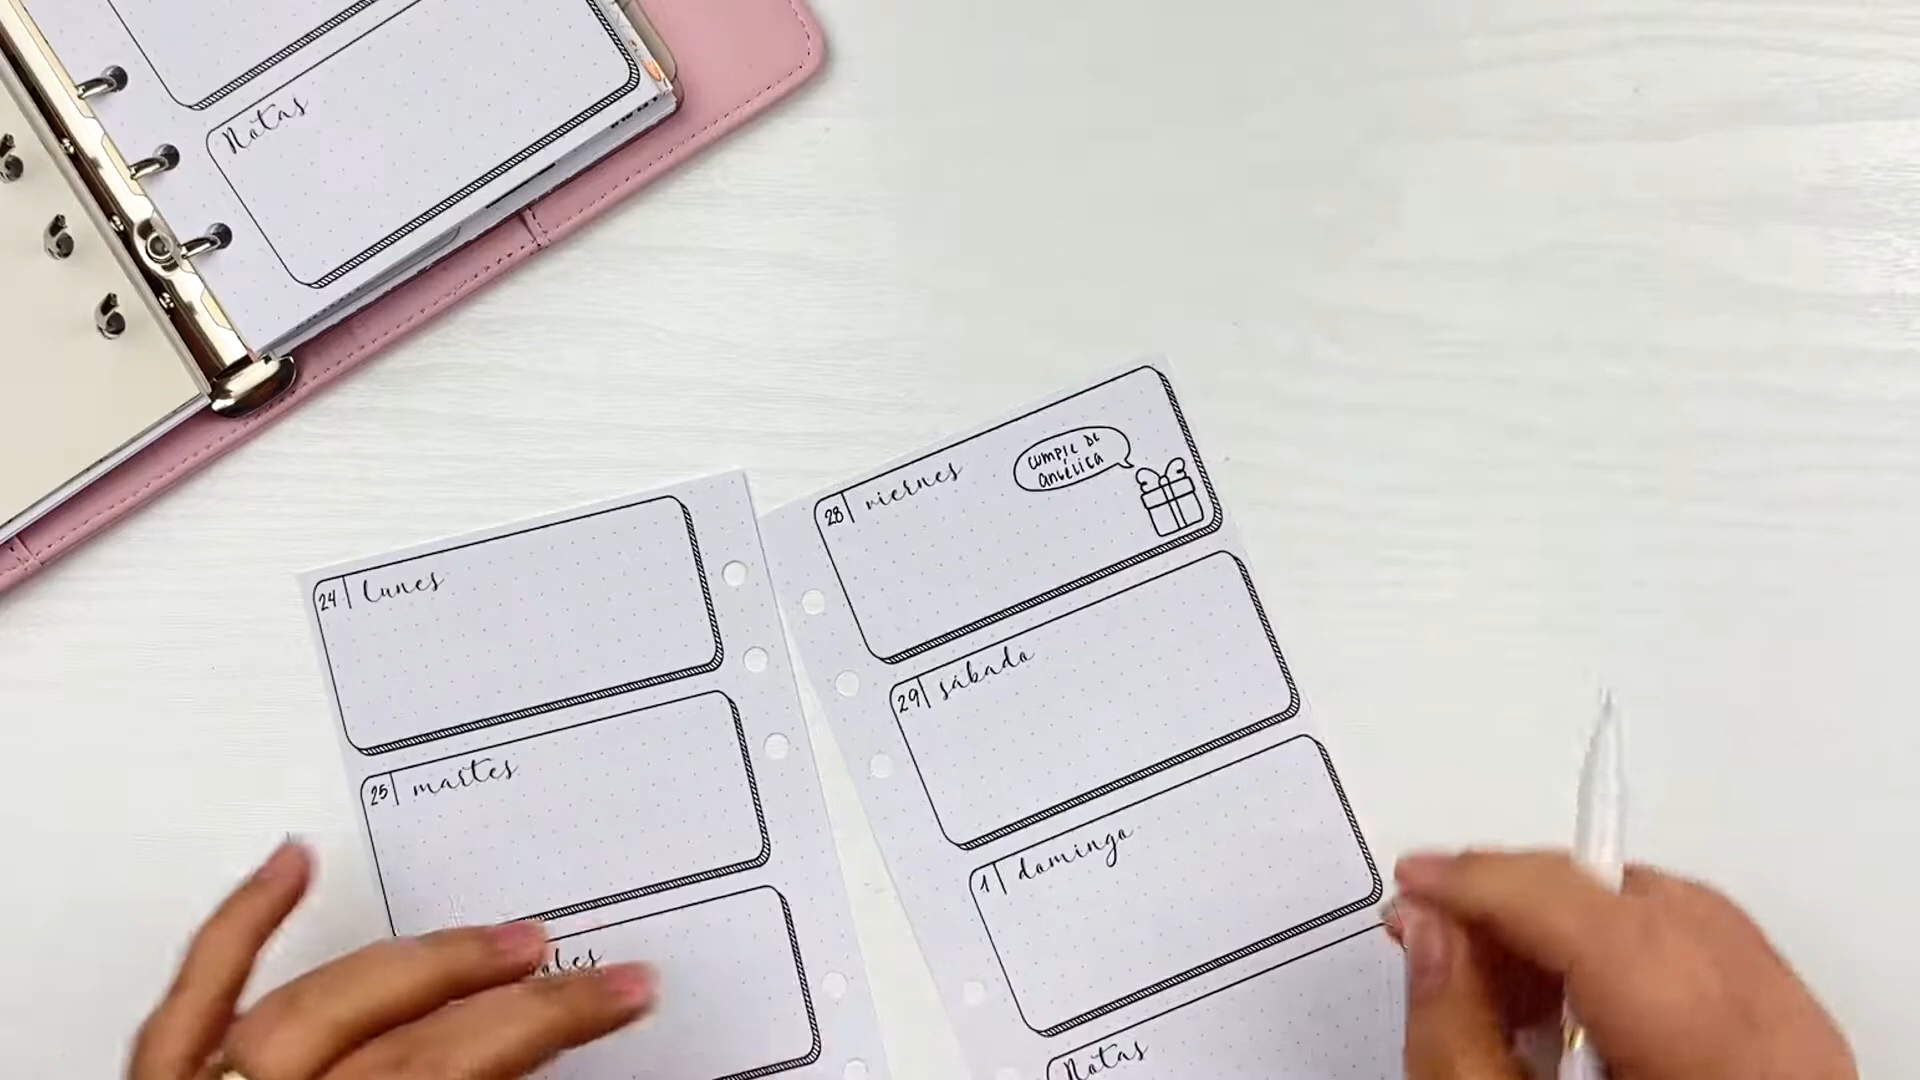 Notas
24 lunes
25 martes
28 viernes
cumple de
angélica
29 sábado
1 domingo
Notas